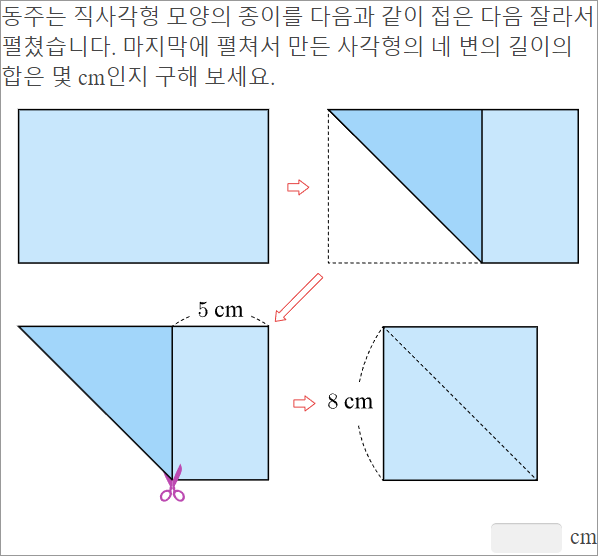 동주는 직사각형 모양의 종이를 다음과 같이 접은 다음 잘라서
펼쳤습니다. 마지막에 펼쳐서 만든 사각형의 네 변의 길이의
합은 몇 cm인지 구해 보세요.
5 cm
8 cm
cm